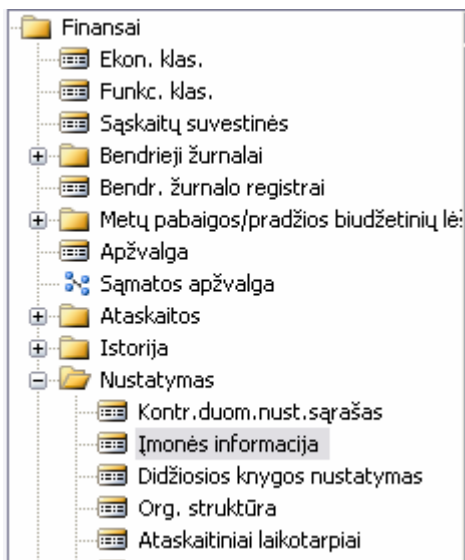 Finansai
Ekon. klas.
Funkc. klas.
Sąskaitų suvestinės
Bendrieji žurnalai
Bendr. žurnalo registrai
Metų pabaigos/pradžios biudžetinių lė
Apžvalga
Sąmatos apžvalga
Ataskaitos
Istorija
Nustatymas
Kontr.duom.nust.sąrašas
Įmonės informacija
Didžiosios knygos nustatymas
Org. struktūra
Ataskaitiniai laikotarpiai